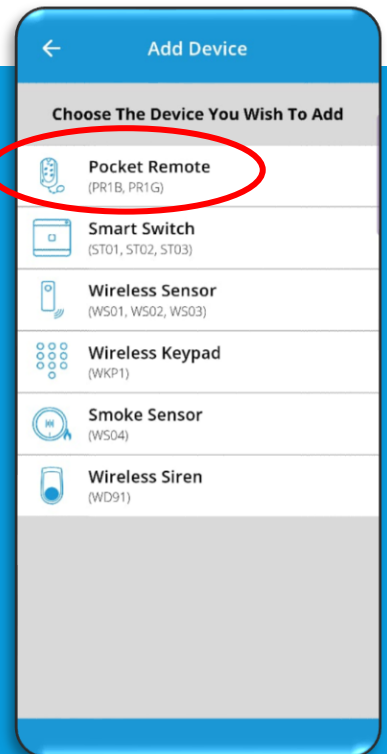 Add Device
Choose The Device You Wish To Add
Pocket Remote
(PR1B, PR1G)
Smart Switch
(ST01, ST02, ST03)
Wireless Sensor
(WS01, WS02, WS03)
Wireless Keypad
(WKP1)
Smoke Sensor
(WS04)
Wireless Siren
(WD91)